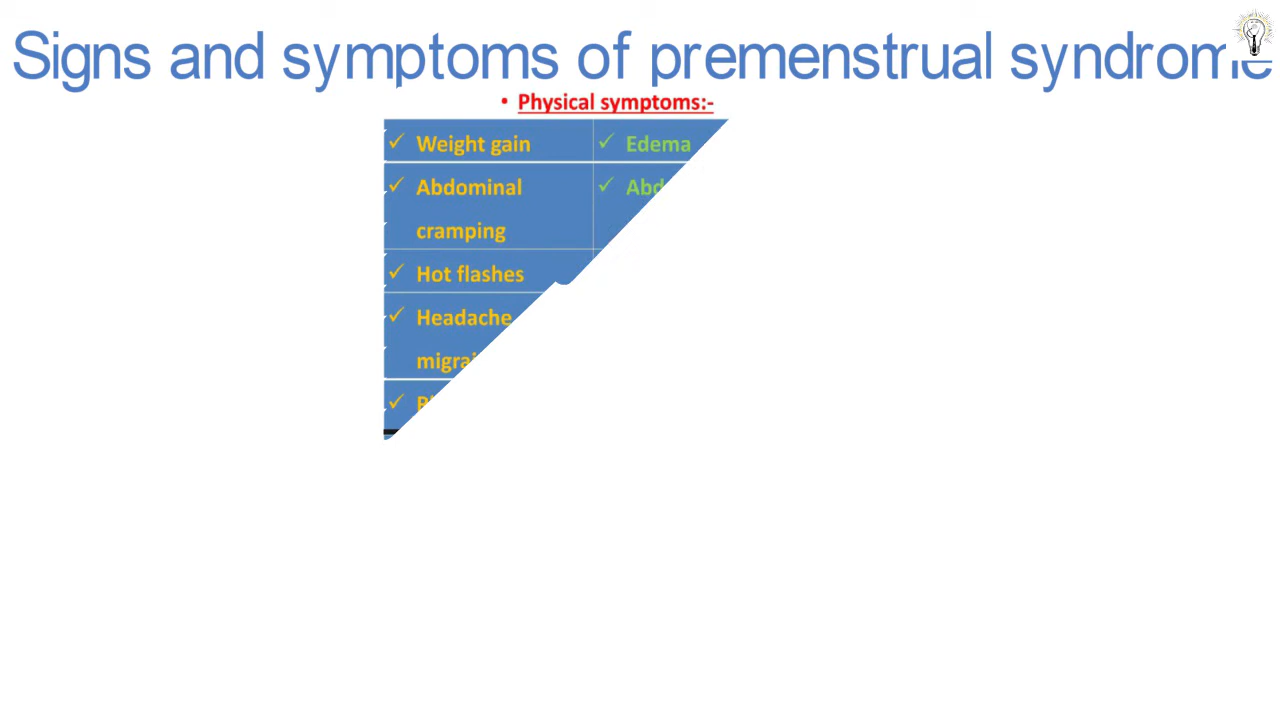 Signs and symptoms of premenstrual syndrome
• Physical symptoms:-
✓ Weight gain ✓ Edema
✓ Abdominal ✓
cramping
✓ Hot flashes
✓ Headache
✓